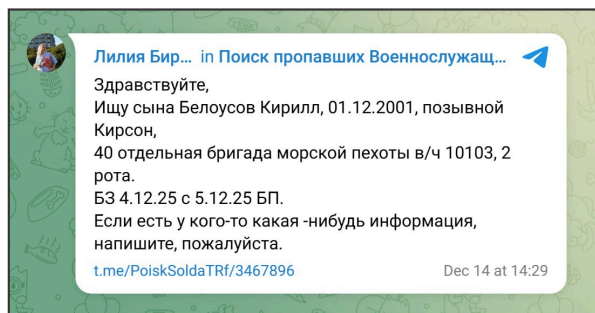 Лилия Бир... in Поиск пропавших Военнослужащ...
Здравствуйте,
Ищу сына Белоусов Кирилл, 01.12.2001, позывной
Кирсон,
40 отдельная бригада морской пехоты в/ч 10103, 2
рота.
БЗ 4.12.25 с 5.12.25 БП.
Если есть у кого-то какая -нибудь информация,
напишите, пожалуйста.
t.me/PoiskSoldaTRf/3467896 Dec 14 at 14:29